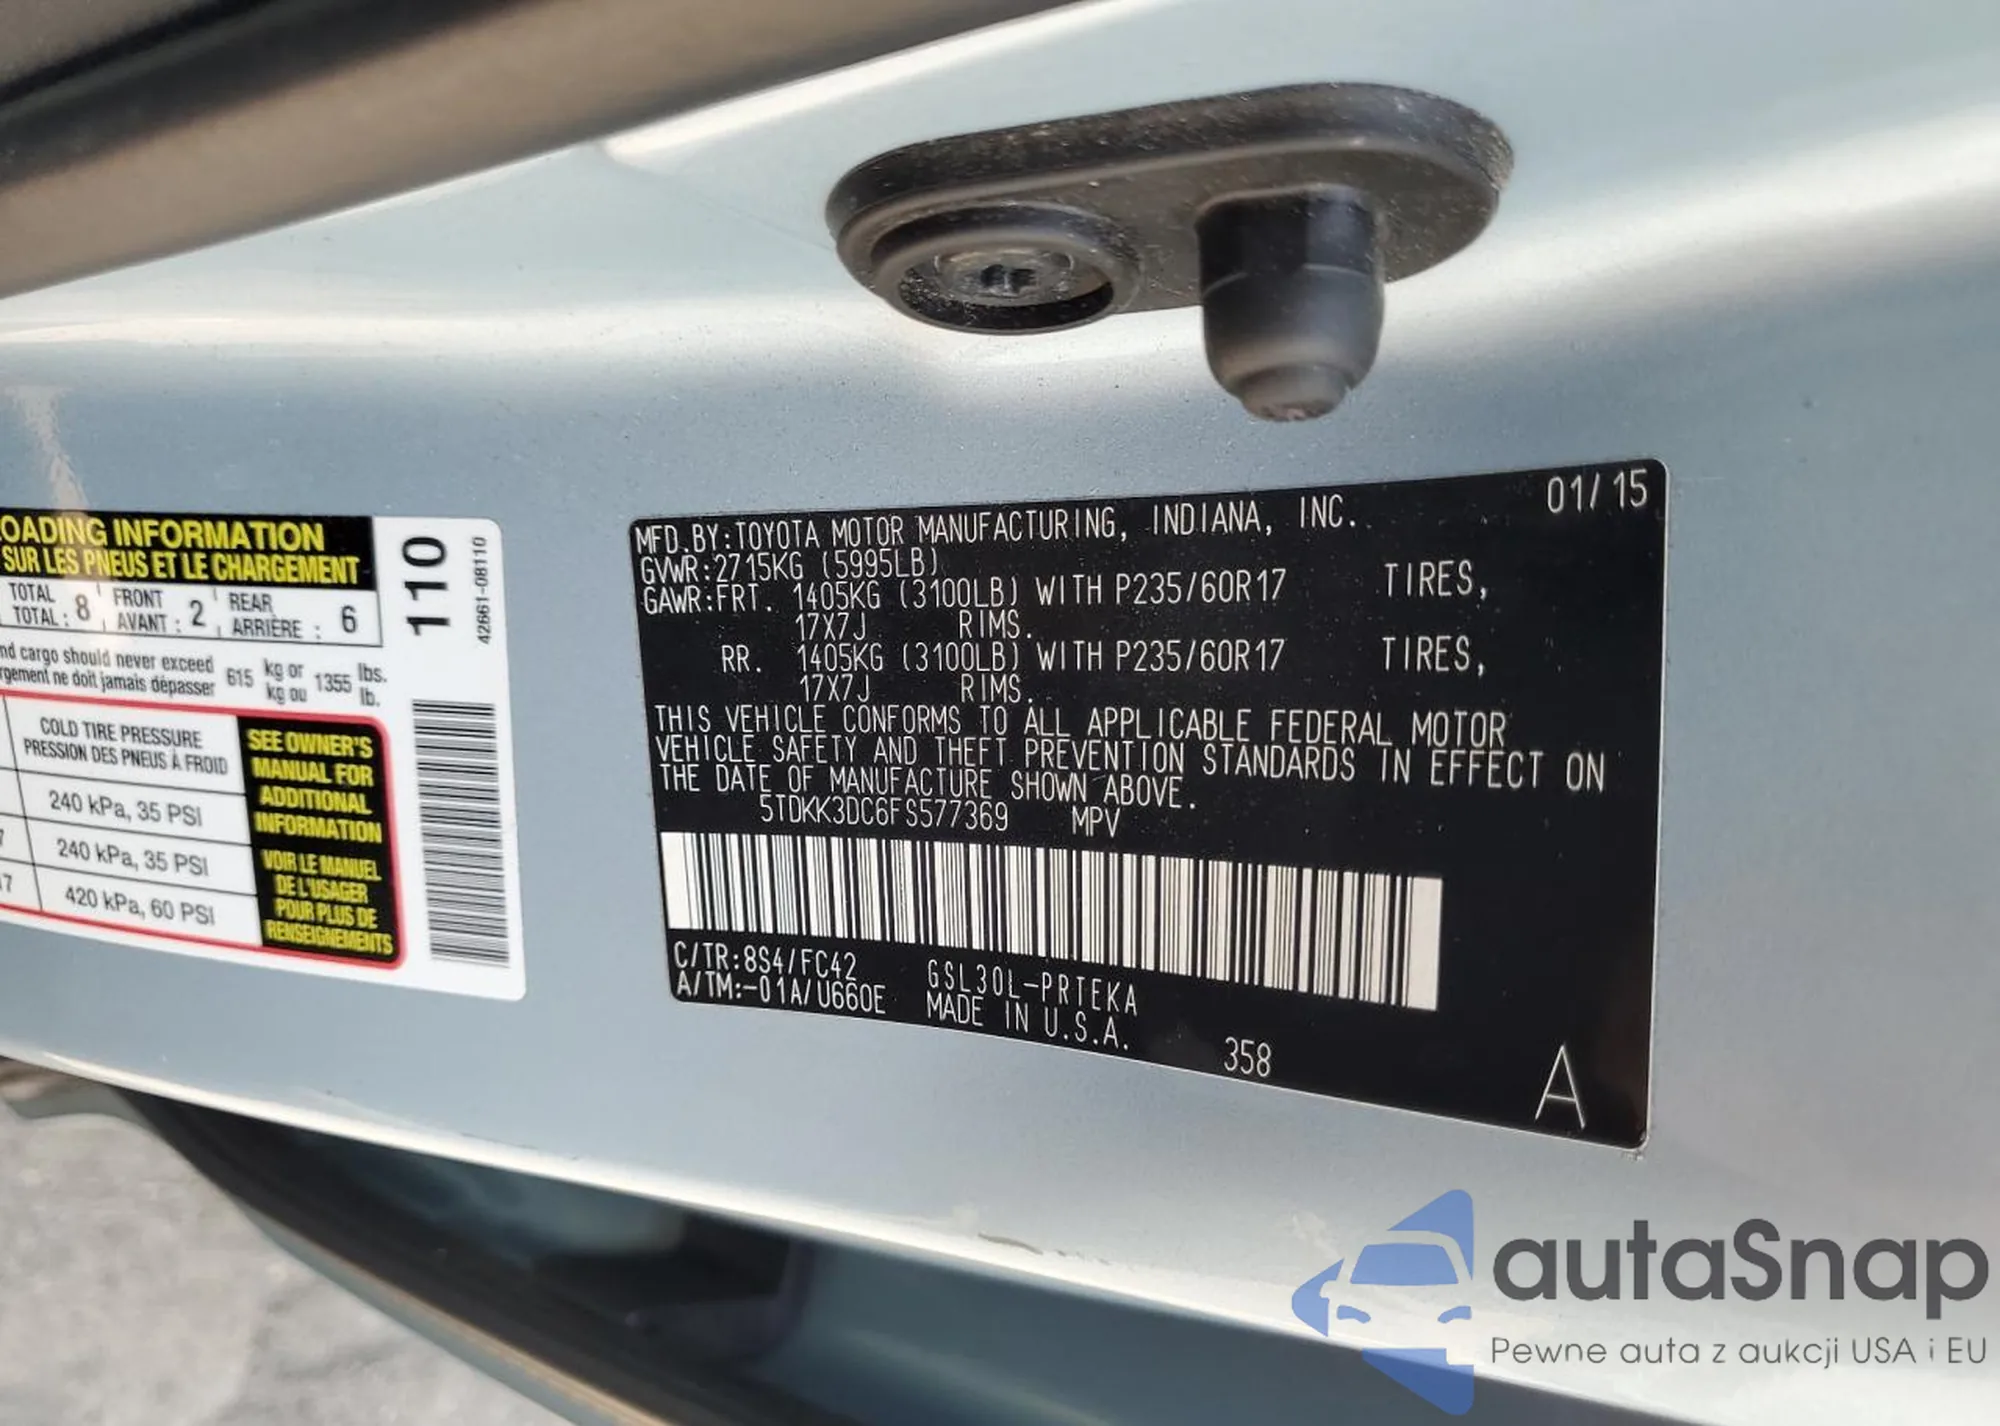 OADING INFORMATION
SUR LES PNEUS ET LE CHARGEMENT
TOTAL FRONT REAR
TOTAL : 8 AVANT : 2 ARRIÈRE : 6
nd cargo should never exceed 615 kg or 1355 lbs.
rgement ne doit jamais dépasser kg ou lb.
COLD TIRE PRESSURE
PRESSION DES PNEUS À FROID
240 kPa, 35 PSI
7 240 kPa, 35 PSI
17 420 kPa, 60 PSI
SEE OWNER'S
MANUAL FOR
ADDITIONAL
INFORMATION
VOIR LE MANUEL
DE L'USAGER
POUR PLUS DE
RENSEIGNEMENTS
110
42661-08110
01/15
MFD.BY:TOYOTA MOTOR MANUFACTURING, INDIANA, INC.
GVWR:2715KG (5995LB)
GAWR:FRT. 1405KG (3100LB) WITH P235/60R17 TIRES,
17X7J RIMS.
RR. 1405KG (3100LB) WITH P235/60R17 TIRES,
17X7J RIMS.
THIS VEHICLE CONFORMS TO ALL APPLICABLE FEDERAL MOTOR
VEHICLE SAFETY AND THEFT PREVENTION STANDARDS IN EFFECT ON
THE DATE OF MANUFACTURE SHOWN ABOVE.
5TDKK3DC6FS577369 MPV
C/TR:8S4/FC42 GSL30L-PRTEKA
A/TM:-01A/U660E MADE IN U.S.A.
358
A
autaSnap
Pewne auta z aukcji USA i EU